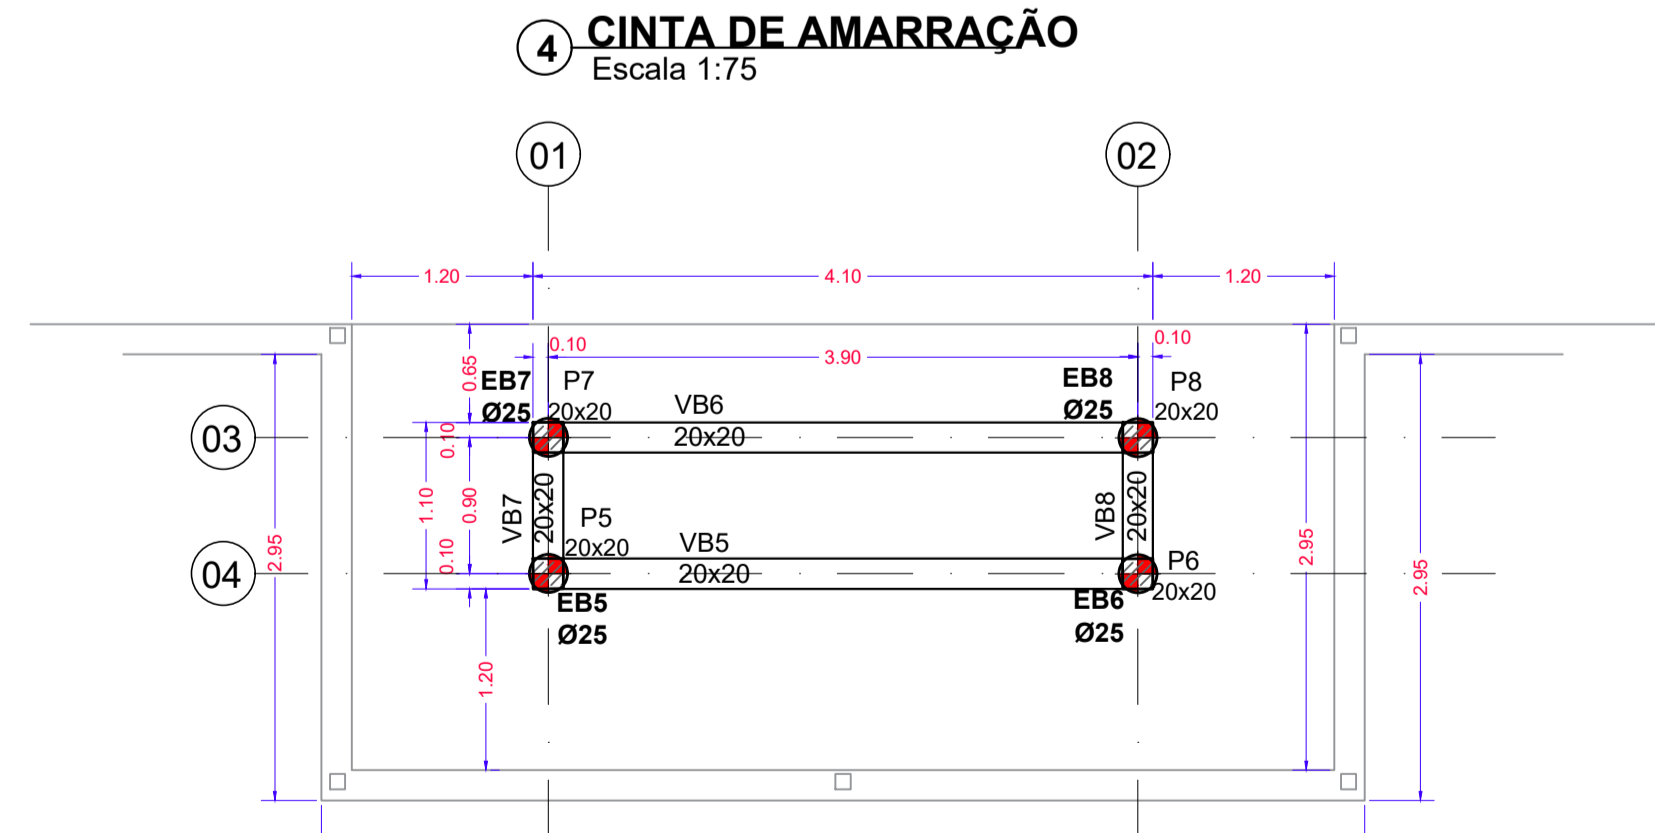 4 CINTA DE AMARRAÇÃO
Escala 1:75
01 02
1.20 4.10 1.20
0.10 3.90 0.10
0.65
EB7 P7
Ø25 20x20
VB6
20x20
EB8 P8
Ø25 20x20
03
0.10
1.10 0.90
VB7 20x20
VB8 20x20
P5
20x20
VB5
20x20
P6
20x20
0.10
04
EB5
Ø25
EB6
Ø25
2.95
2.95
2.95
1.20